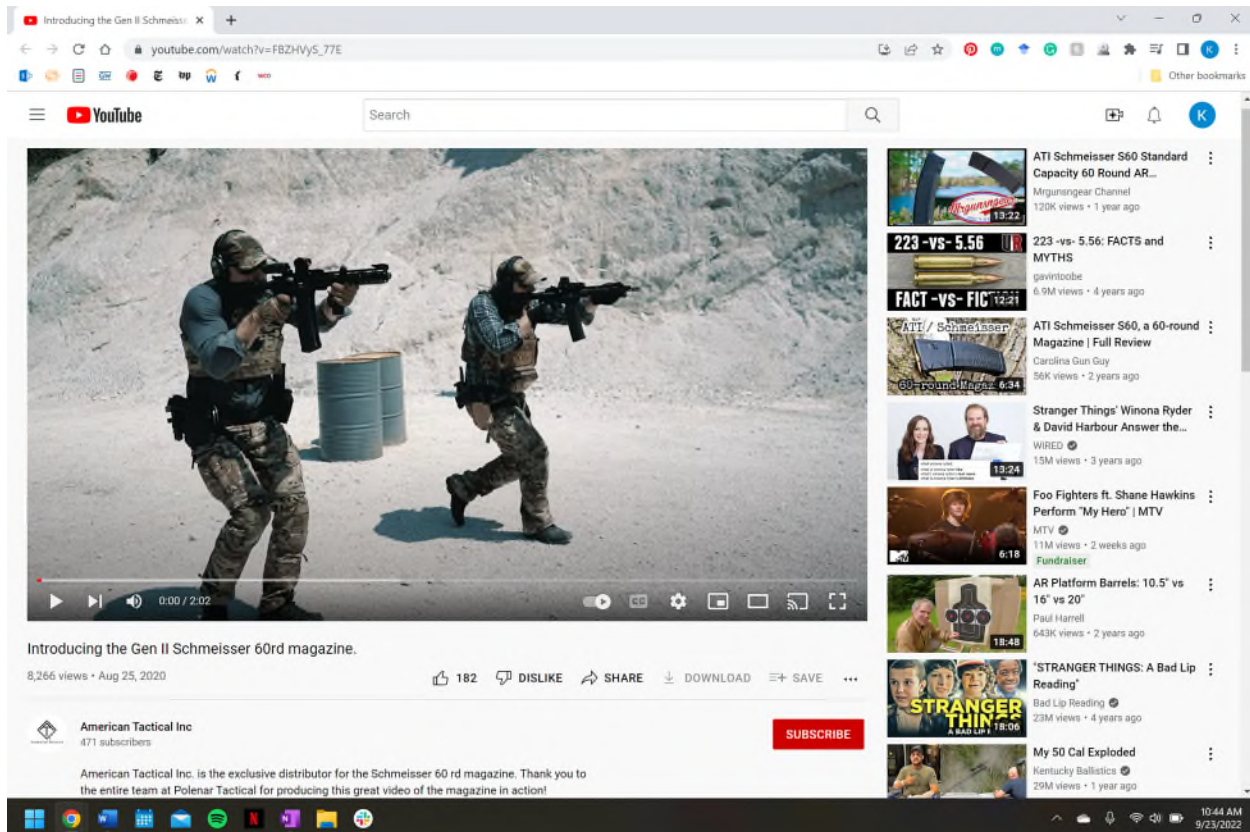 Introducing the Gen II Schmeiss
youtube.com/watch?v=FBZHVyS_77E
Other bookmarks
YouTube
Search
K
ATI Schmeisser S60 Standard
Capacity 60 Round AR...
Mrgunsngear Channel
120K views • 1 year ago
Mrgunsngear
13:22
223 -vs- 5.56
FACT -vs- FIC
12:21
223 -vs- 5.56: FACTS and
MYTHS
gavintoobe
6.9M views • 4 years ago
ATI / Schmeisser
60-round Magaz
6:34
ATI Schmeisser S60, a 60-round
Magazine | Full Review
Carolina Gun Guy
56K views • 2 years ago
13:24
Stranger Things' Winona Ryder
& David Harbour Answer the...
WIRED
15M views • 3 years ago
6:18
Foo Fighters ft. Shane Hawkins
Perform "My Hero" | MTV
MTV
11M views • 2 weeks ago
Fundraiser
18:48
AR Platform Barrels: 10.5" vs
16" vs 20"
Paul Harrell
643K views • 2 years ago
STRANGER
THINGS
A BAD LIP
18:06
"STRANGER THINGS: A Bad Lip
Reading"
Bad Lip Reading
23M views • 4 years ago
My 50 Cal Exploded
Kentucky Ballistics
29M views • 1 year ago
0:00 / 2:02
CC
Introducing the Gen II Schmeisser 60rd magazine.
8,266 views • Aug 25, 2020
182 DISLIKE SHARE DOWNLOAD SAVE ...
American Tactical Inc
471 subscribers
SUBSCRIBE
American Tactical Inc. is the exclusive distributor for the Schmeisser 60 rd magazine. Thank you to
the entire team at Polenar Tactical for producing this great video of the magazine in action!
10:44 AM
9/23/2022